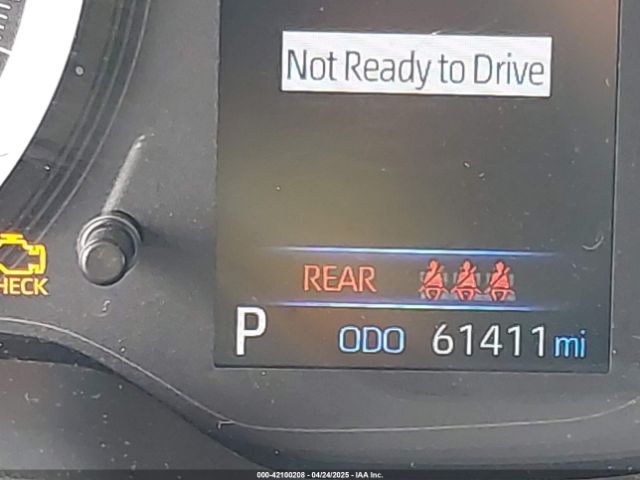 Not Ready to Drive
REAR
CHECK
P ODO 61411 mi
000-42100208 - 04/24/2025 - IAA Inc.